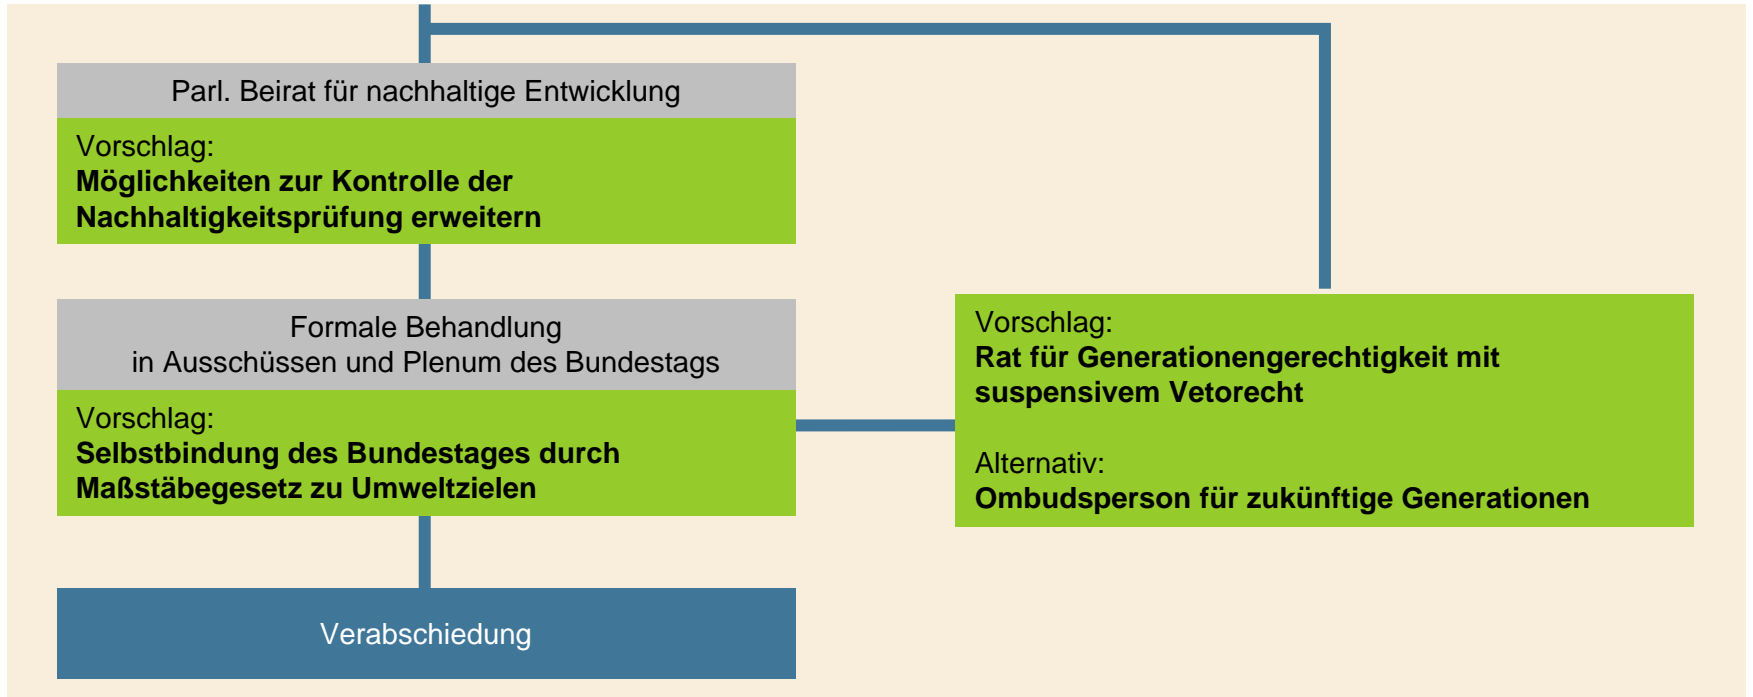 Parl. Beirat für nachhaltige Entwicklung
Vorschlag:
Möglichkeiten zur Kontrolle der
Nachhaltigkeitsprüfung erweitern
Formale Behandlung
in Ausschüssen und Plenum des Bundestags
Vorschlag:
Selbstbindung des Bundestages durch
Maßstäbegesetz zu Umweltzielen
Vorschlag:
Rat für Generationengerechtigkeit mit
suspensivem Vetorecht
Alternativ:
Ombudsperson für zukünftige Generationen
Verabschiedung